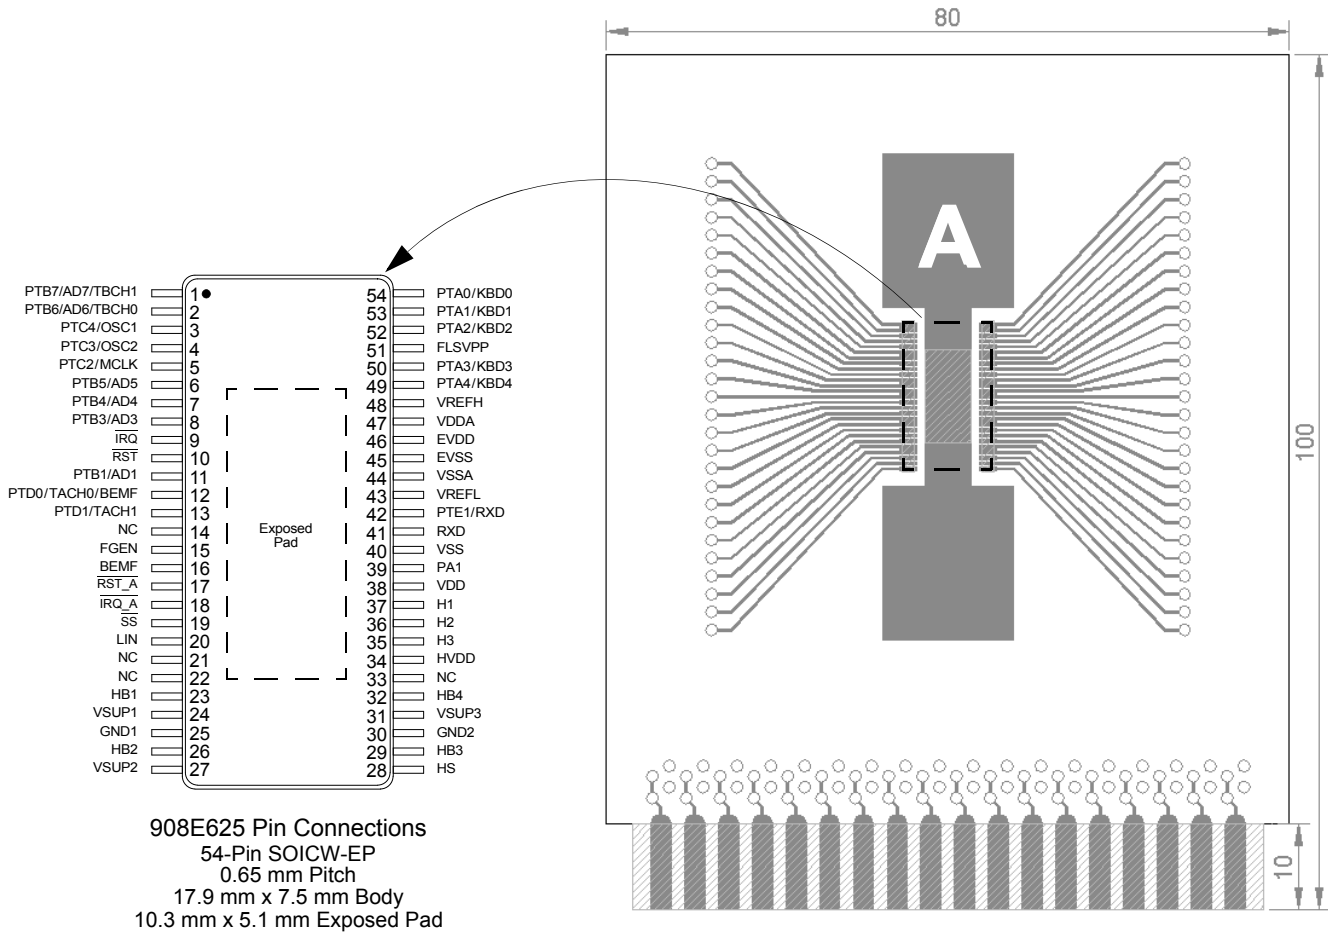 80
A
100
10
PTB7/AD7/TBCH1 1 54 PTA0/KBD0
PTB6/AD6/TBCH0 2 53 PTA1/KBD1
PTC4/OSC1 3 52 PTA2/KBD2
PTC3/OSC2 4 51 FLSVPP
PTC2/MCLK 5 50 PTA3/KBD3
PTB5/AD5 6 49 PTA4/KBD4
PTB4/AD4 7 48 VREFH
PTB3/AD3 8 47 VDDA
IRQ 9 46 EVDD
RST 10 45 EVSS
PTB1/AD1 11 44 VSSA
PTD0/TACH0/BEMF 12 43 VREFL
PTD1/TACH1 13 42 PTE1/RXD
NC 14 41 RXD
Exposed
Pad
FGEN 15 40 VSS
BEMF 16 39 PA1
RST_A 17 38 VDD
IRQ_A 18 37 H1
SS 19 36 H2
LIN 20 35 H3
NC 21 34 HVDD
NC 22 33 NC
HB1 23 32 HB4
VSUP1 24 31 VSUP3
GND1 25 30 GND2
HB2 26 29 HB3
VSUP2 27 28 HS
908E625 Pin Connections
54-Pin SOICW-EP
0.65 mm Pitch
17.9 mm x 7.5 mm Body
10.3 mm x 5.1 mm Exposed Pad